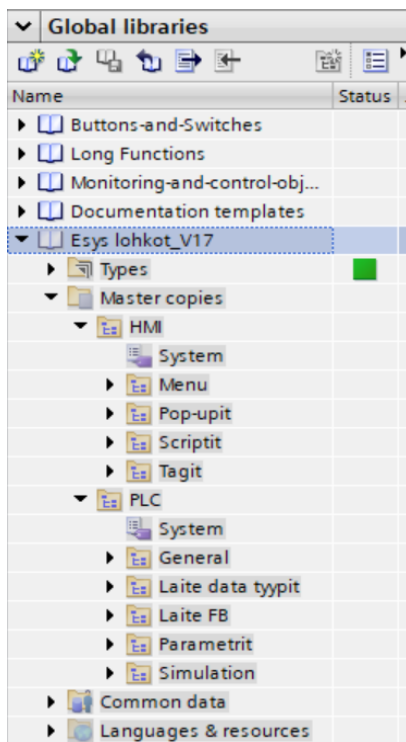 Global libraries
Name Status
Buttons-and-Switches
Long Functions
Monitoring-and-control-obj...
Documentation templates
Esys lohkot_V17
Types
Master copies
HMI
System
Menu
Pop-upit
Scriptit
Tagit
PLC
System
General
Laite data tyypit
Laite FB
Parametrit
Simulation
Common data
Languages & resources